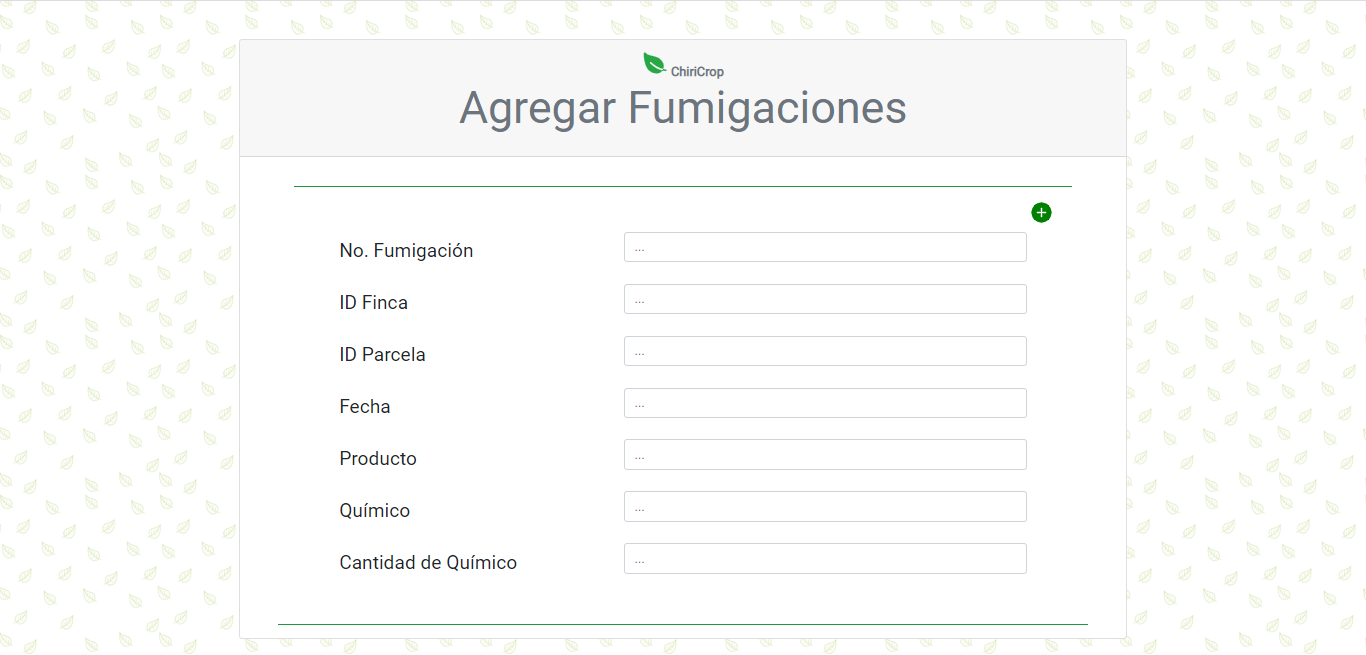 ChiriCrop
Agregar Fumigaciones
No. Fumigación ...
ID Finca ...
ID Parcela ...
Fecha ...
Producto ...
Químico ...
Cantidad de Químico ...